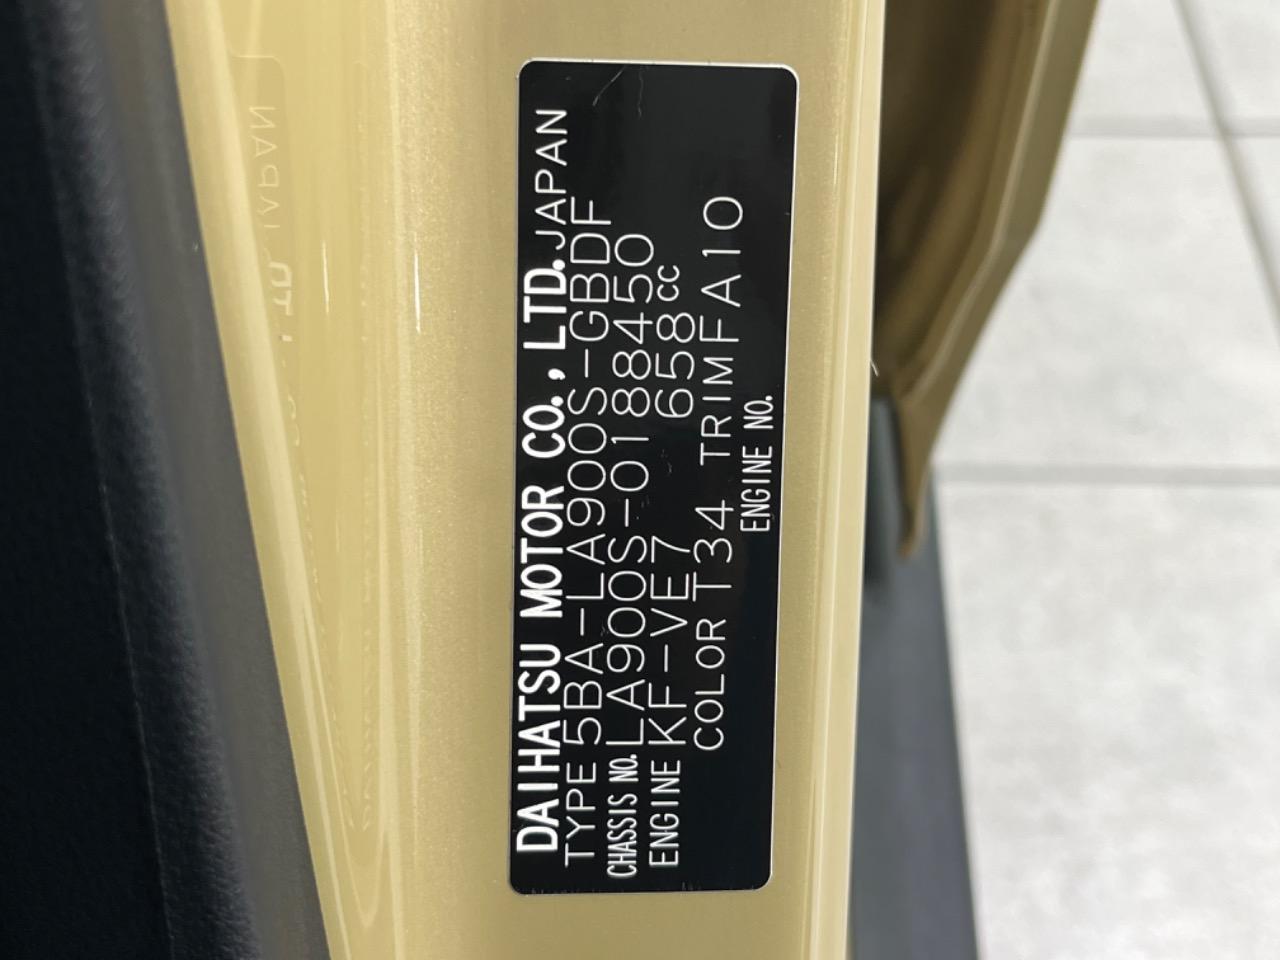 DAIHATSU MOTOR CO., LTD. JAPAN
TYPE 5BA-LA900S-GBDF
CHASSIS NO. LA900S-0188450
ENGINE KF-VE7 658cc
COLOR T34 TRIM FA10
ENGINE NO.